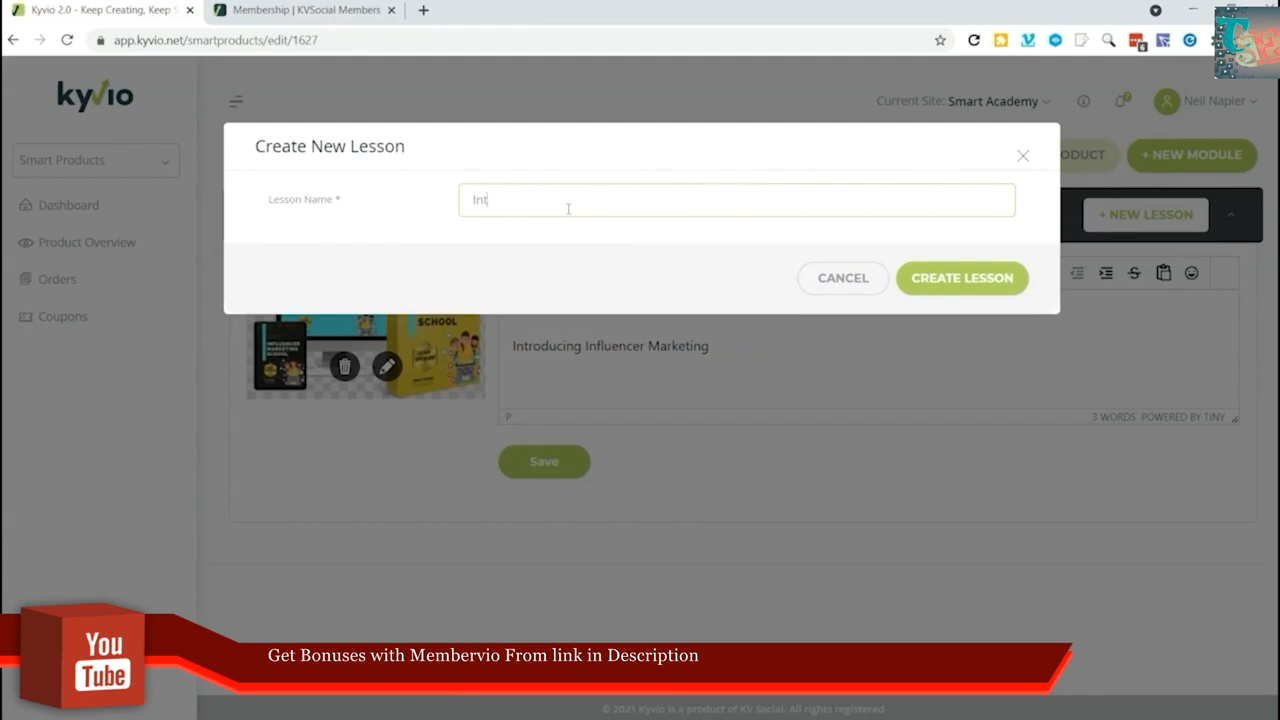 Kyvio 2.0 - Keep Creating, Keep S
Membership | KVSocial Members
app.kyvio.net/smartproducts/edit/1627
6
kyvio
Current Site: Smart Academy
Neil Napier
Smart Products
Dashboard
Product Overview
Orders
Coupons
Create New Lesson
ODUCT
+ NEW MODULE
Lesson Name *
Int
+ NEW LESSON
CANCEL
CREATE LESSON
SCHOOL
INFLUENCER
MARKETING
SCHOOL
Introducing Influencer Marketing
P
3 WORDS POWERED BY TINY
Save
You
Tube
Get Bonuses with Membervio From link in Description
© 2021 Kyvio is a product of KV Social. All rights reserved